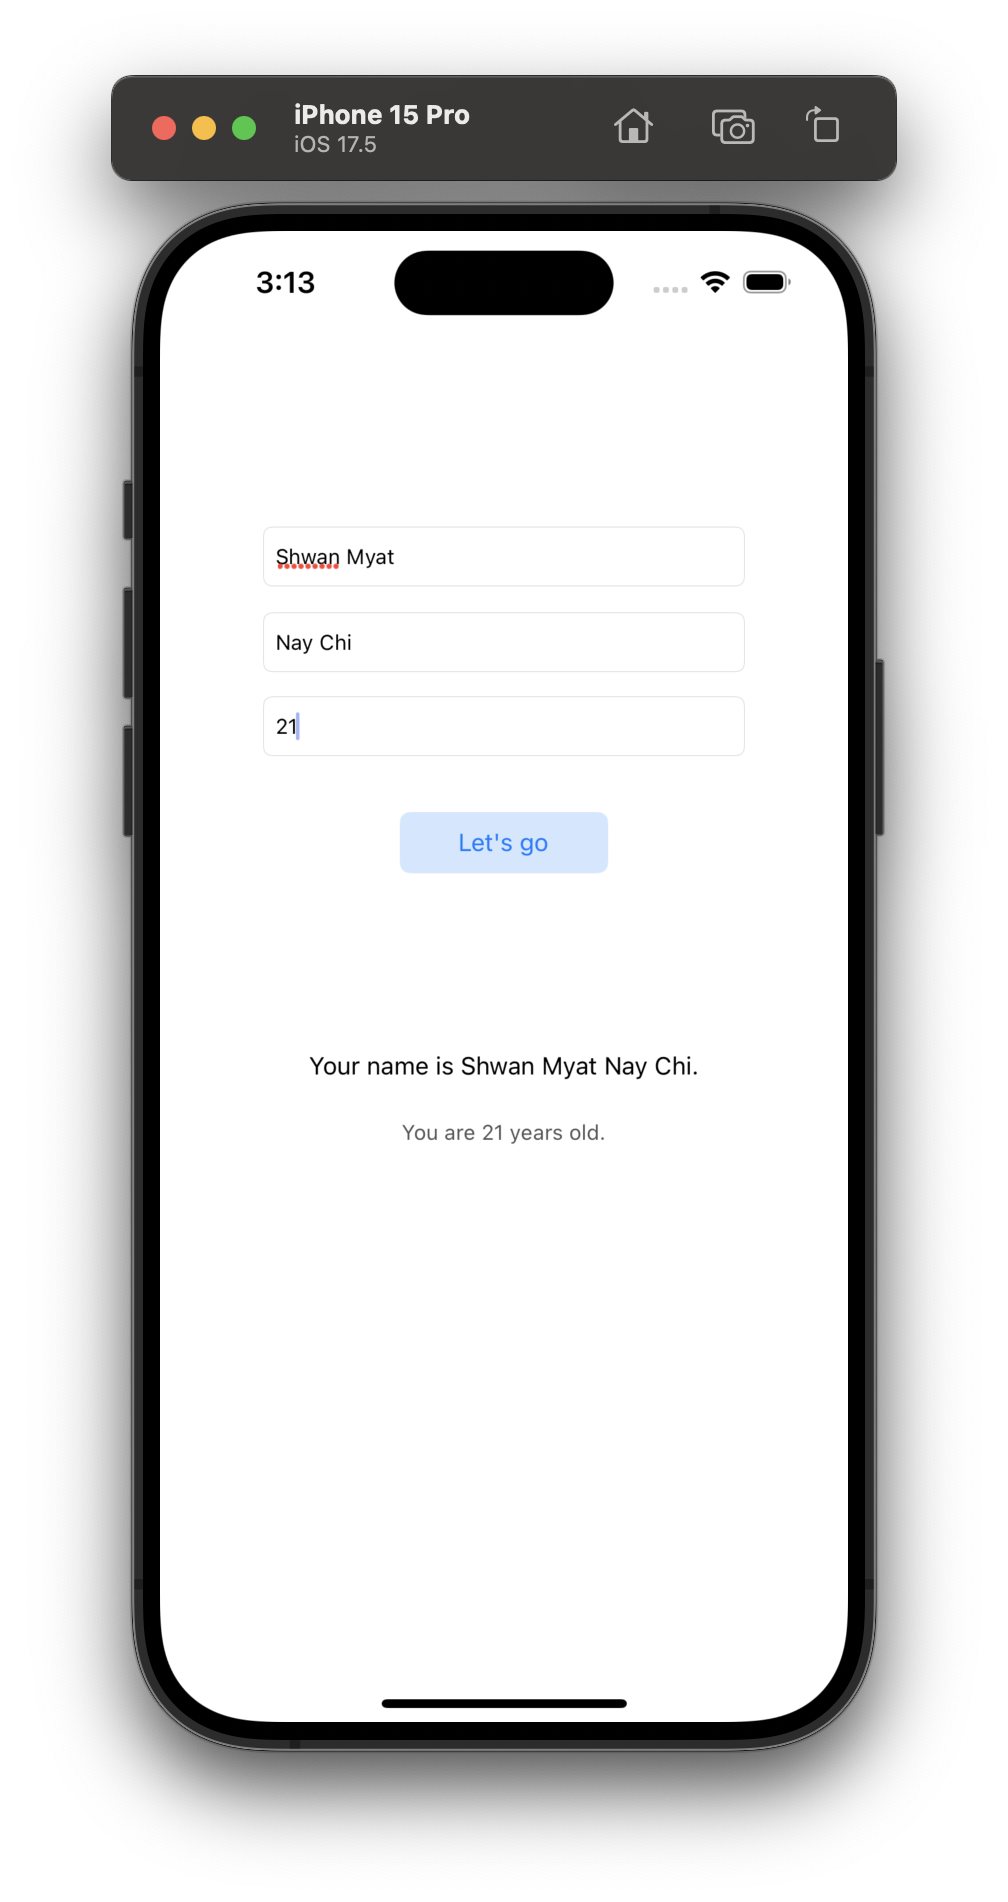 iPhone 15 Pro
iOS 17.5
3:13
Shwan Myat
Nay Chi
21
Let's go
Your name is Shwan Myat Nay Chi.
You are 21 years old.